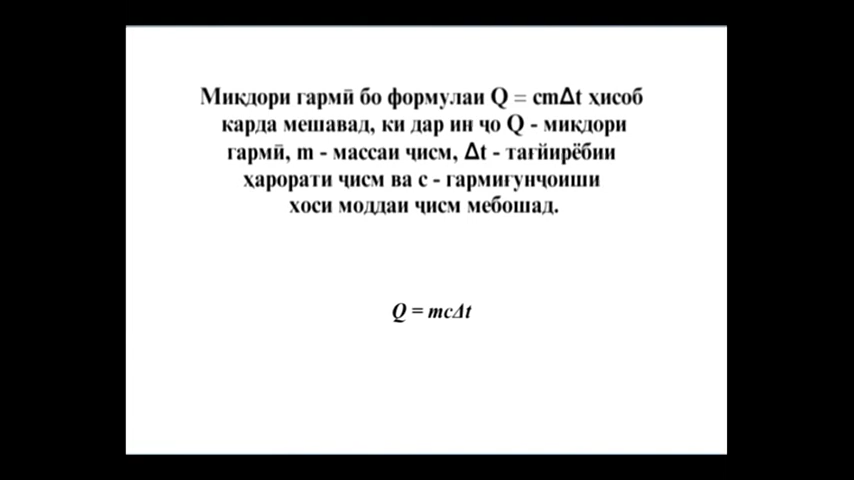 Миқдори гармӣ бо формулаи Q = cmΔt ҳисоб
карда мешавад, ки дар ин ҷо Q - миқдори
гармӣ, m - массаи ҷисм, Δt - тағйирёбии
ҳарорати ҷисм ва c - гармиғунҷоиши
хоси моддаи ҷисм мебошад.
Q = mcΔt